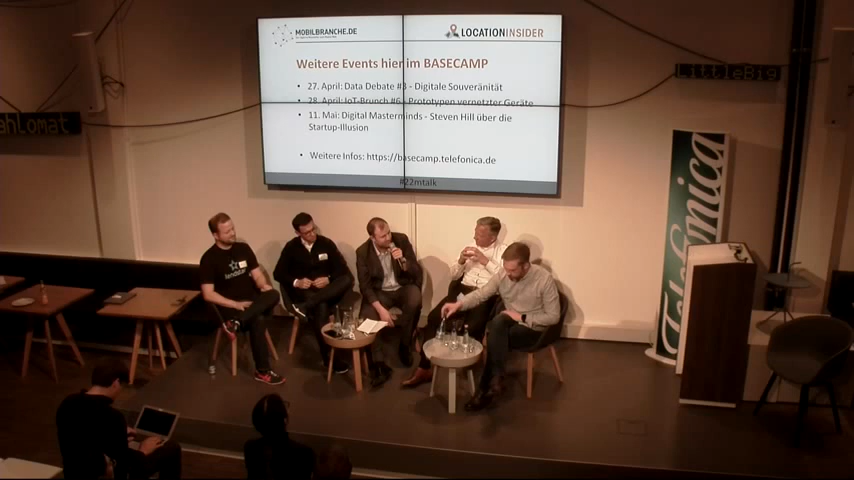 MOBILBRANCHE.DE
LOCATIONINSIDER
Weitere Events hier im BASECAMP
• 27. April: Data Debate #3 - Digitale Souveränität
• 28. April: IoT-Brunch #6 - Prototypen vernetzter Geräte
• 11. Mai: Digital Masterminds - Steven Hill über die
Startup-Illusion
• Weitere Infos: https://basecamp.telefonica.de
#22mtalk
LittleBig
ahLomat
Telefónica